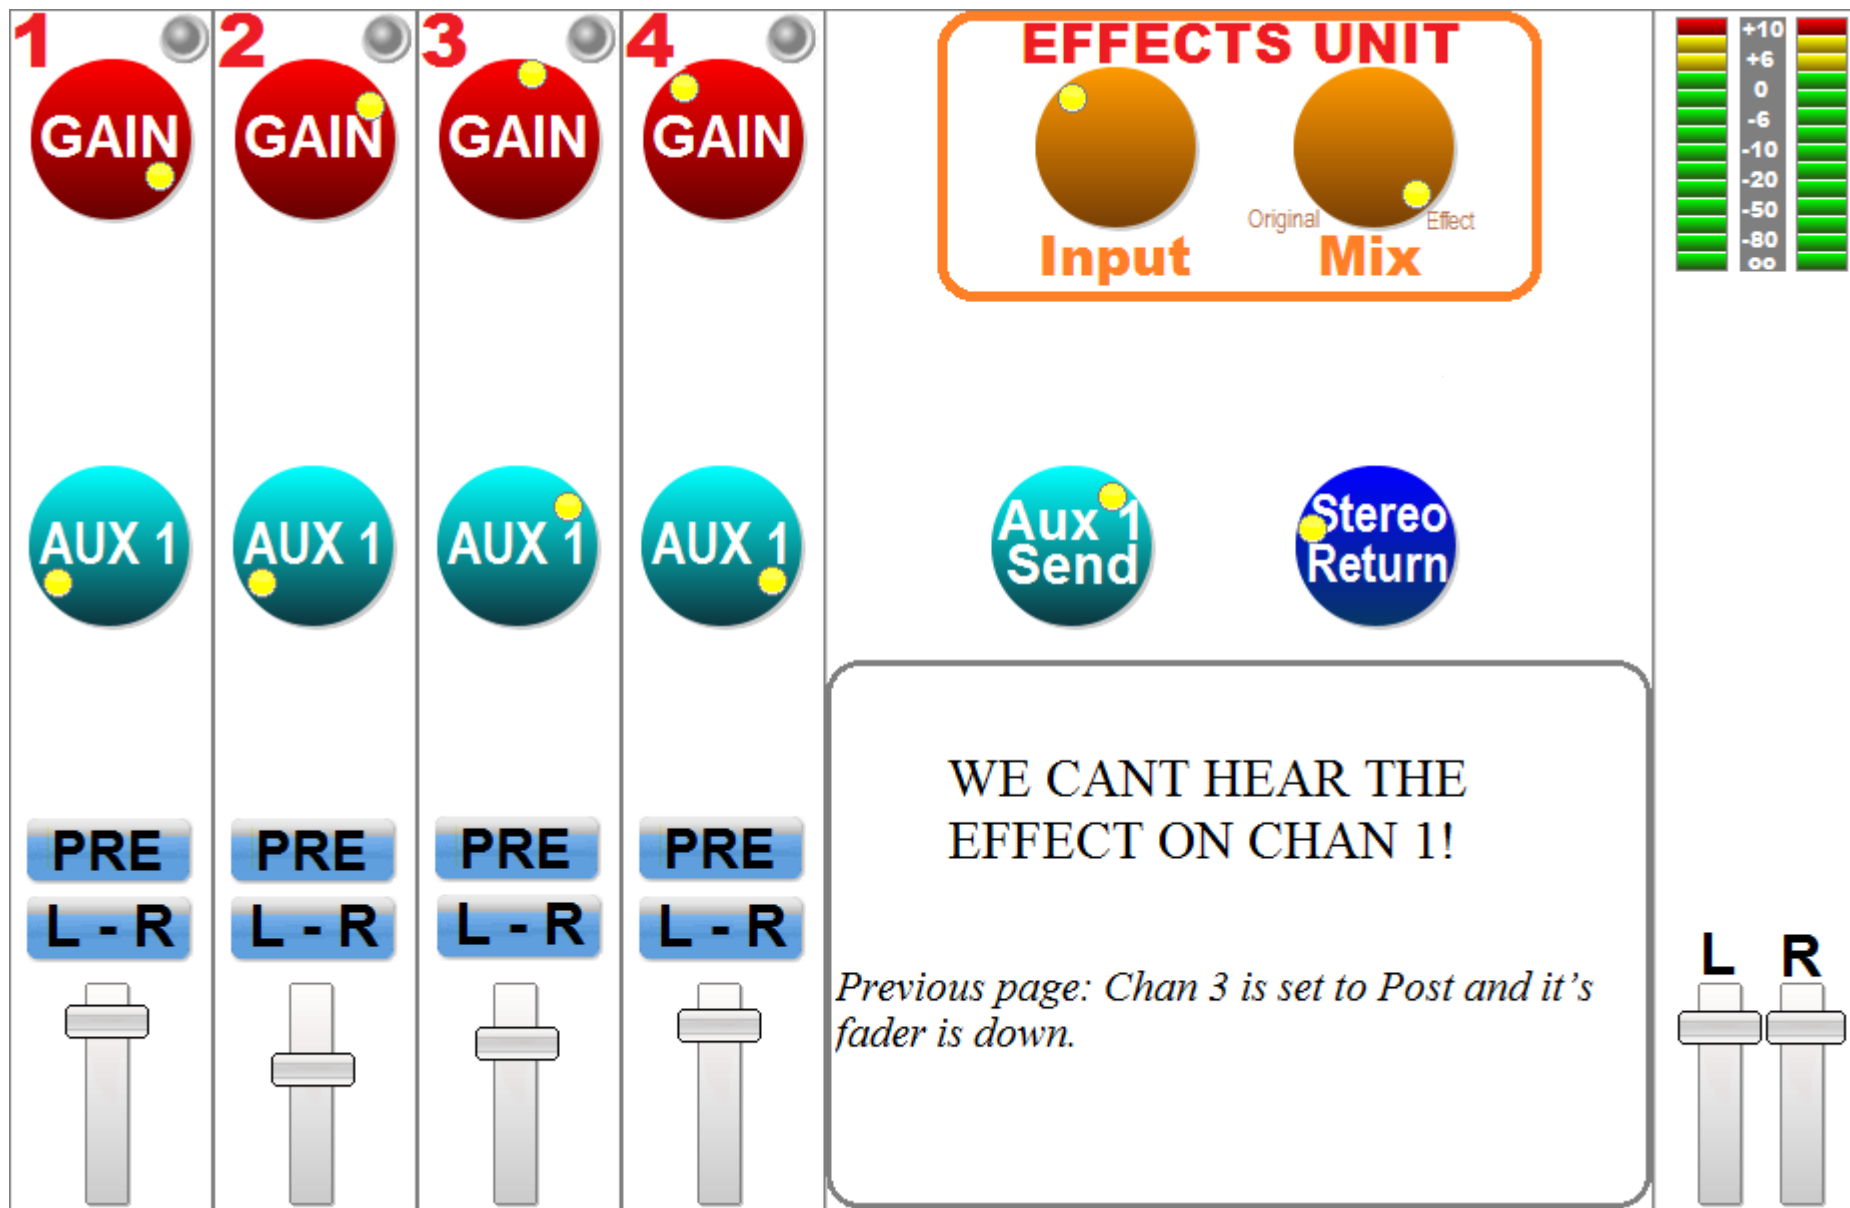 1
2
3
4
GAIN
GAIN
GAIN
GAIN
EFFECTS UNIT
Original
Effect
Input
Mix
+10
+6
0
-6
-10
-20
-50
-80
oo
AUX 1
AUX 1
AUX 1
AUX 1
Aux 1
Send
Stereo
Return
PRE
PRE
PRE
PRE
L - R
L - R
L - R
L - R
WE CANT HEAR THE
EFFECT ON CHAN 1!
Previous page: Chan 3 is set to Post and it’s
fader is down.
L
R